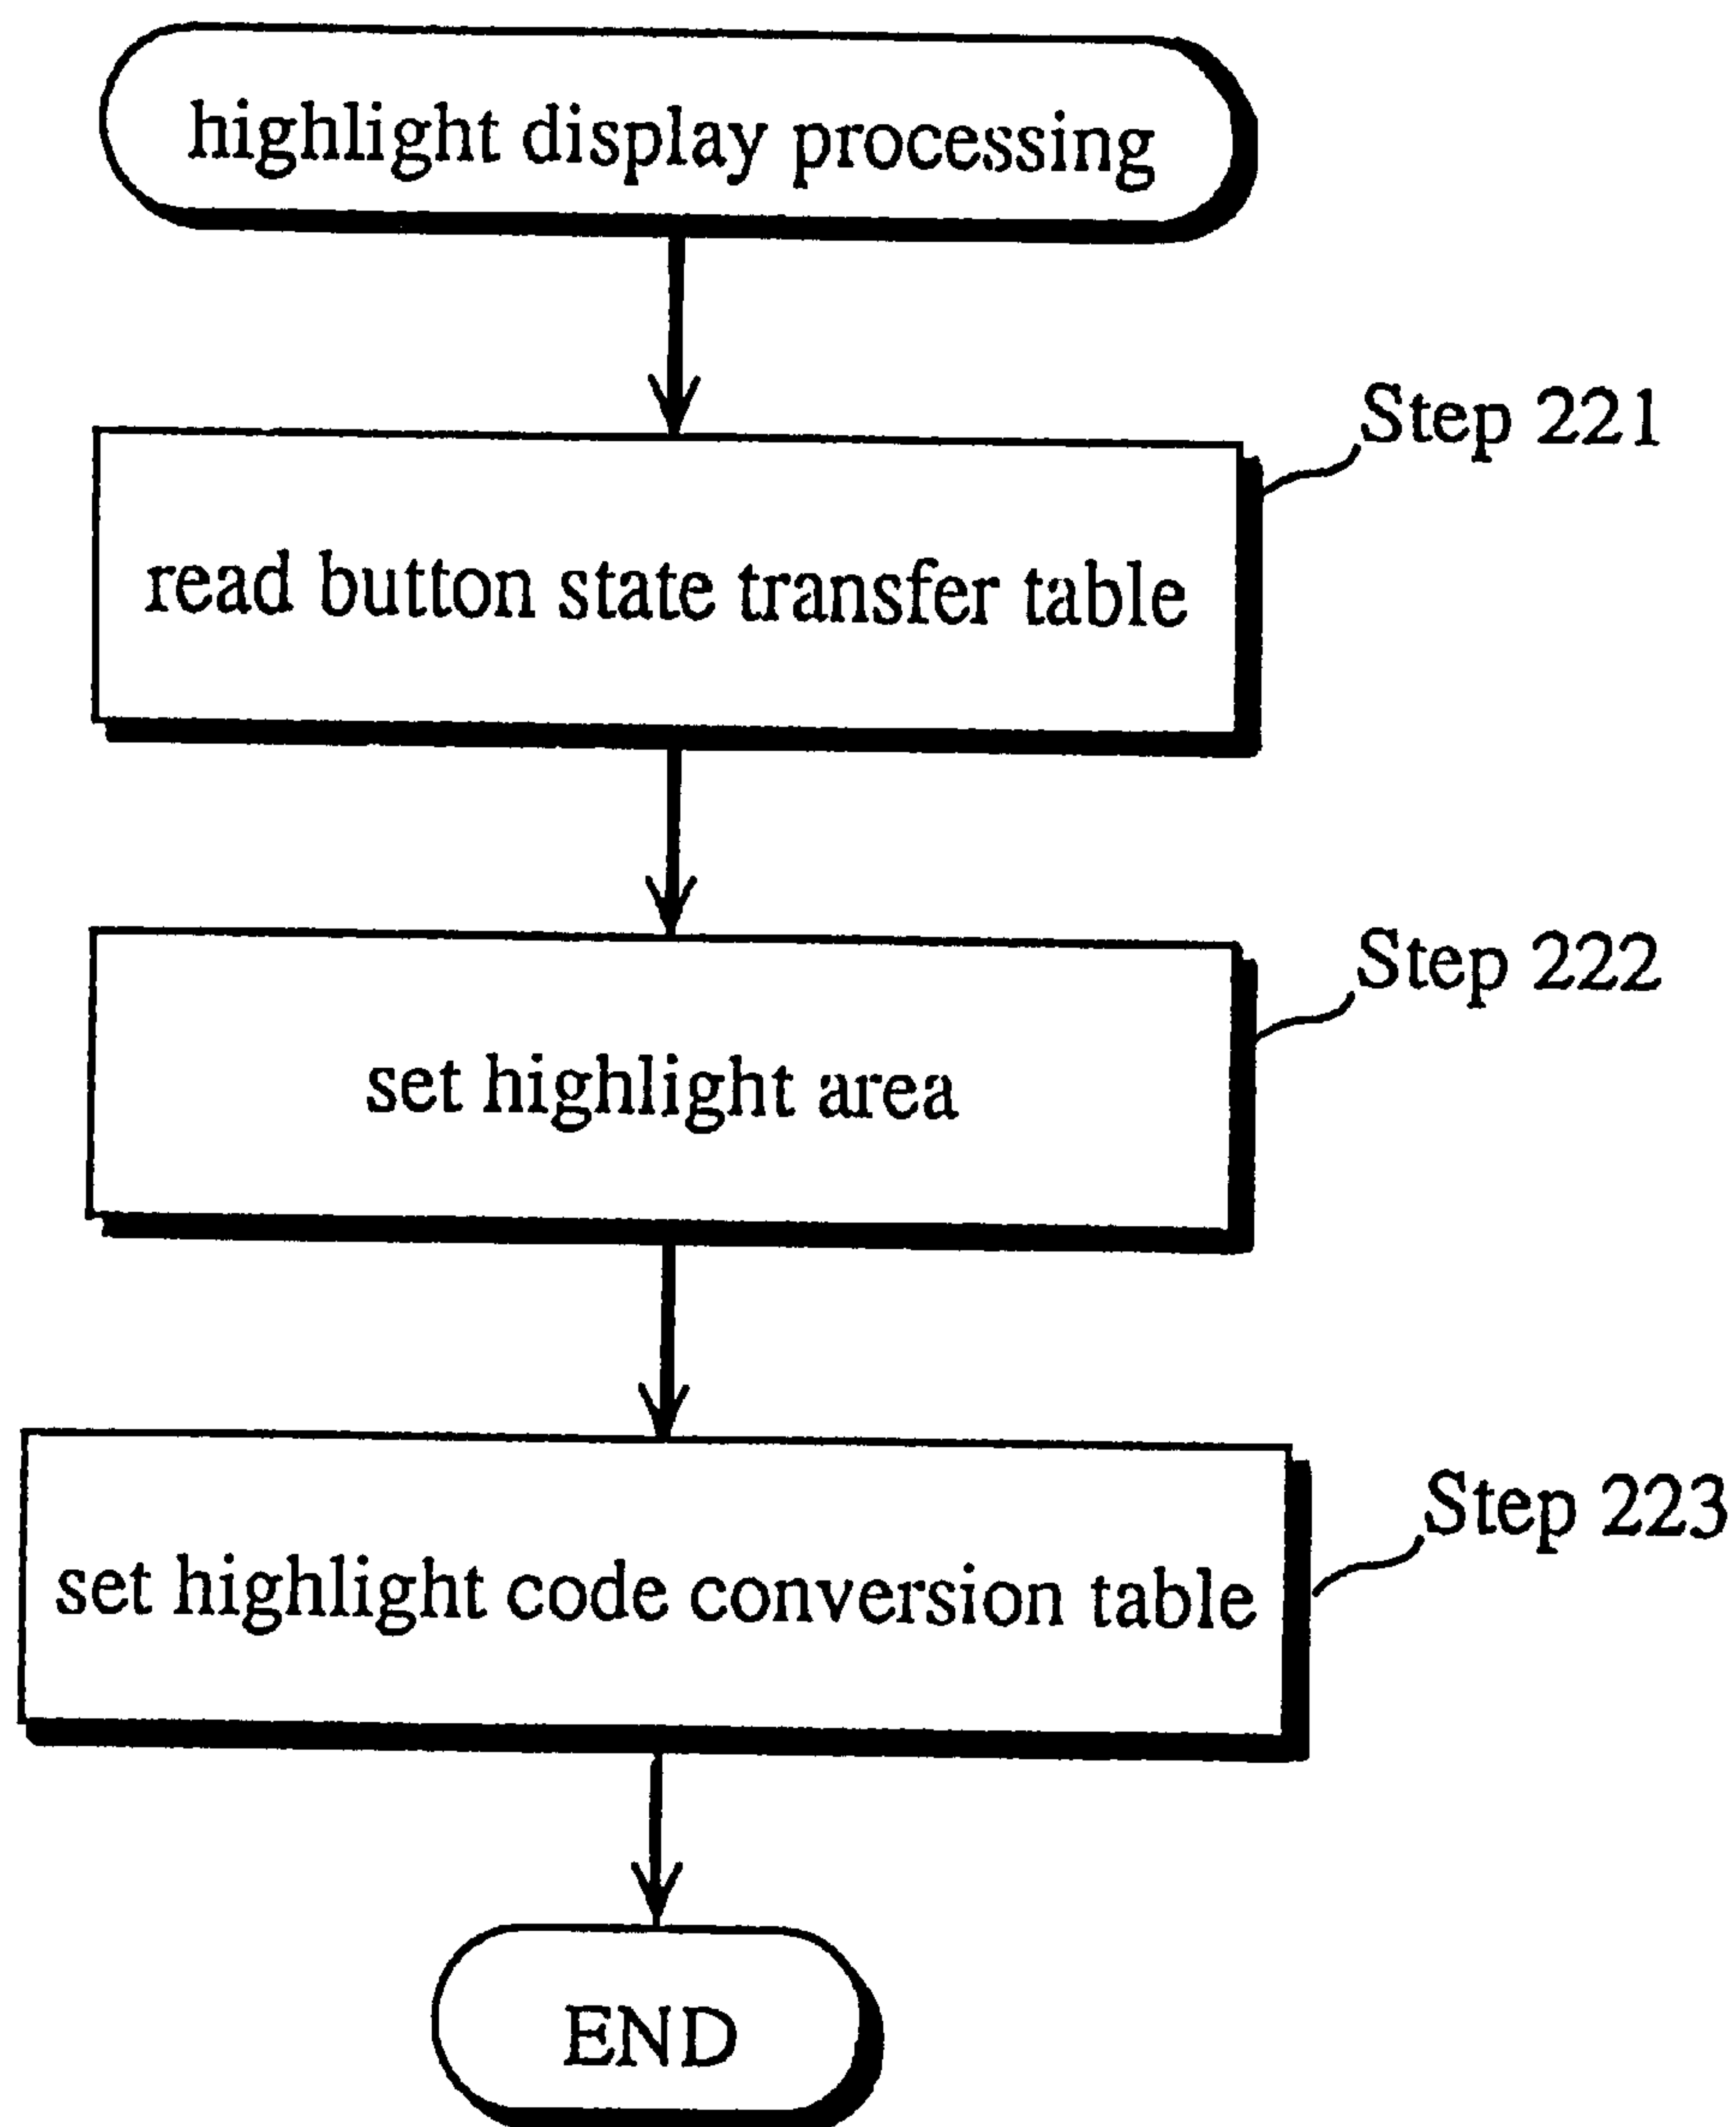 highlight display processing
Step 221
read button state transfer table
Step 222
set highlight area
Step 223
set highlight code conversion table
END